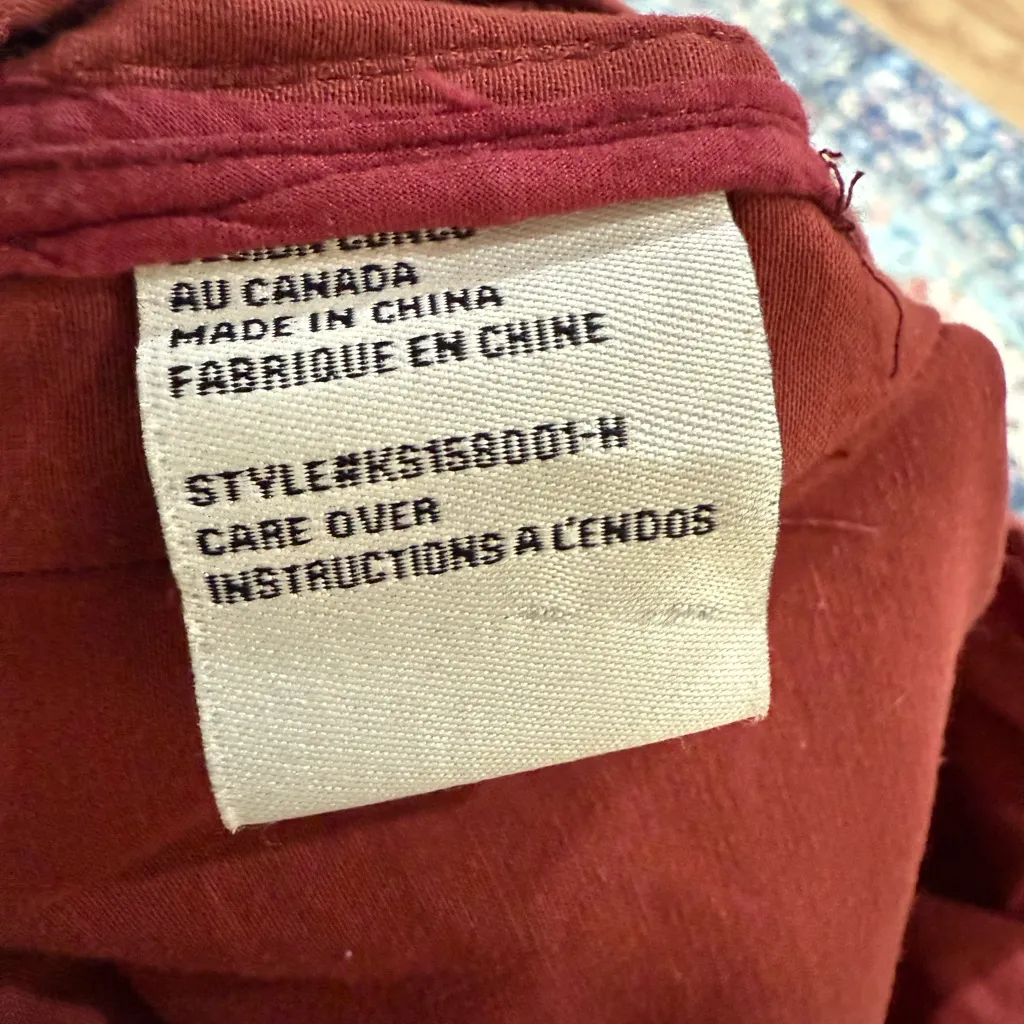 AU CANADA
MADE IN CHINA
FABRIQUE EN CHINE
STYLE#KS158001-H
CARE OVER
INSTRUCTIONS A L'ENDOS